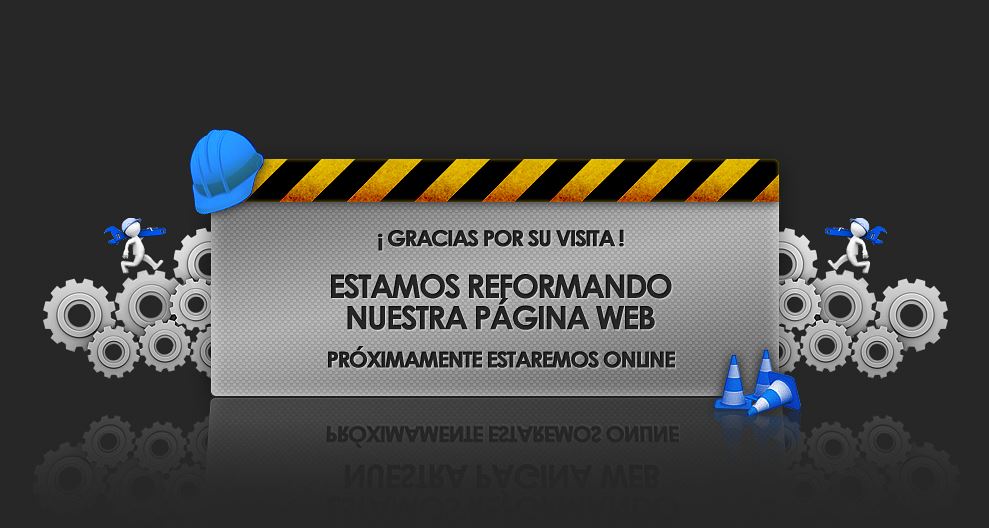 ¡ GRACIAS POR SU VISITA !
ESTAMOS REFORMANDO
NUESTRA PÁGINA WEB
PRÓXIMAMENTE ESTAREMOS ONLINE